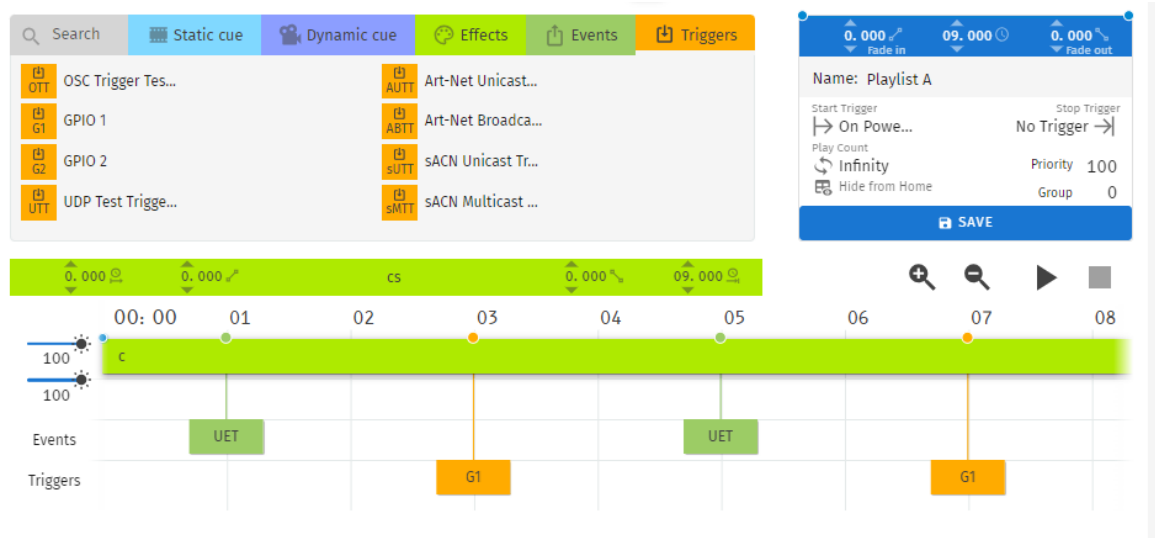 Search
Static cue
Dynamic cue
Effects
Events
Triggers
OTT OSC Trigger Tes...
AUTT Art-Net Unicast...
G1 GPIO 1
ABTT Art-Net Broadca...
G2 GPIO 2
sUTT sACN Unicast Tr...
UTT UDP Test Trigge...
sMTT sACN Multicast ...
0.000 09.000 0.000
Fade in Fade out
Name: Playlist A
Start Trigger Stop Trigger
On Powe... No Trigger
Play Count
Infinity Priority 100
Hide from Home Group 0
SAVE
0.000 0.000 cs 0.000 09.000
00:00 01 02 03 04 05 06 07 08
100 c
100
Events UET UET
Triggers G1 G1